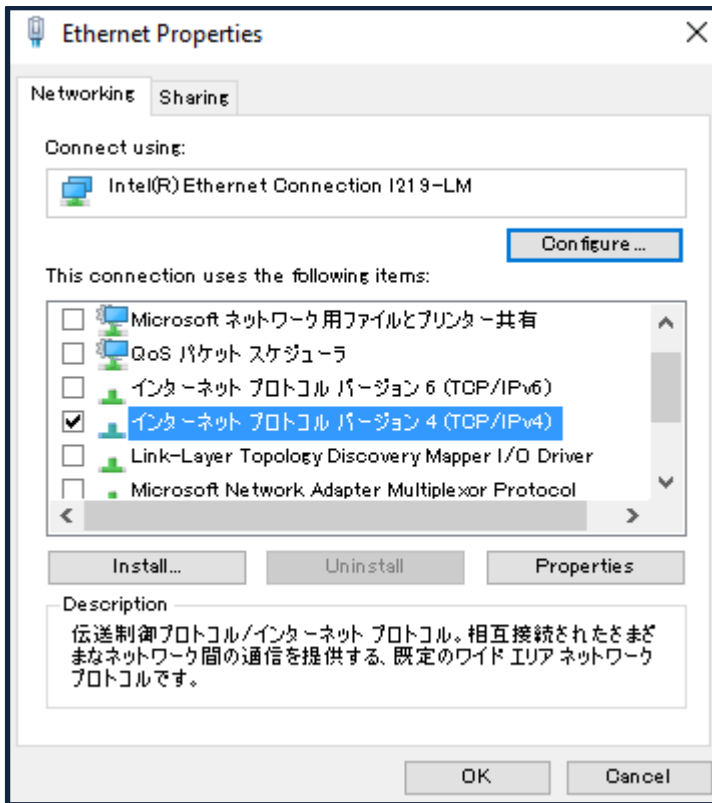 Ethernet Properties
Networking
Sharing
Connect using:
Intel(R) Ethernet Connection I219-LM
Configure...
This connection uses the following items:
Microsoft ネットワーク用ファイルとプリンター共有
QoS パケット スケジューラ
インターネット プロトコル バージョン 6 (TCP/IPv6)
インターネット プロトコル バージョン 4 (TCP/IPv4)
Link-Layer Topology Discovery Mapper I/O Driver
Microsoft Network Adapter Multiplexor Protocol
Install...
Uninstall
Properties
Description
伝送制御プロトコル/インターネット プロトコル。相互接続されたさまざ
まなネットワーク間の通信を提供する、既定のワイド エリア ネットワーク
プロトコルです。
OK
Cancel